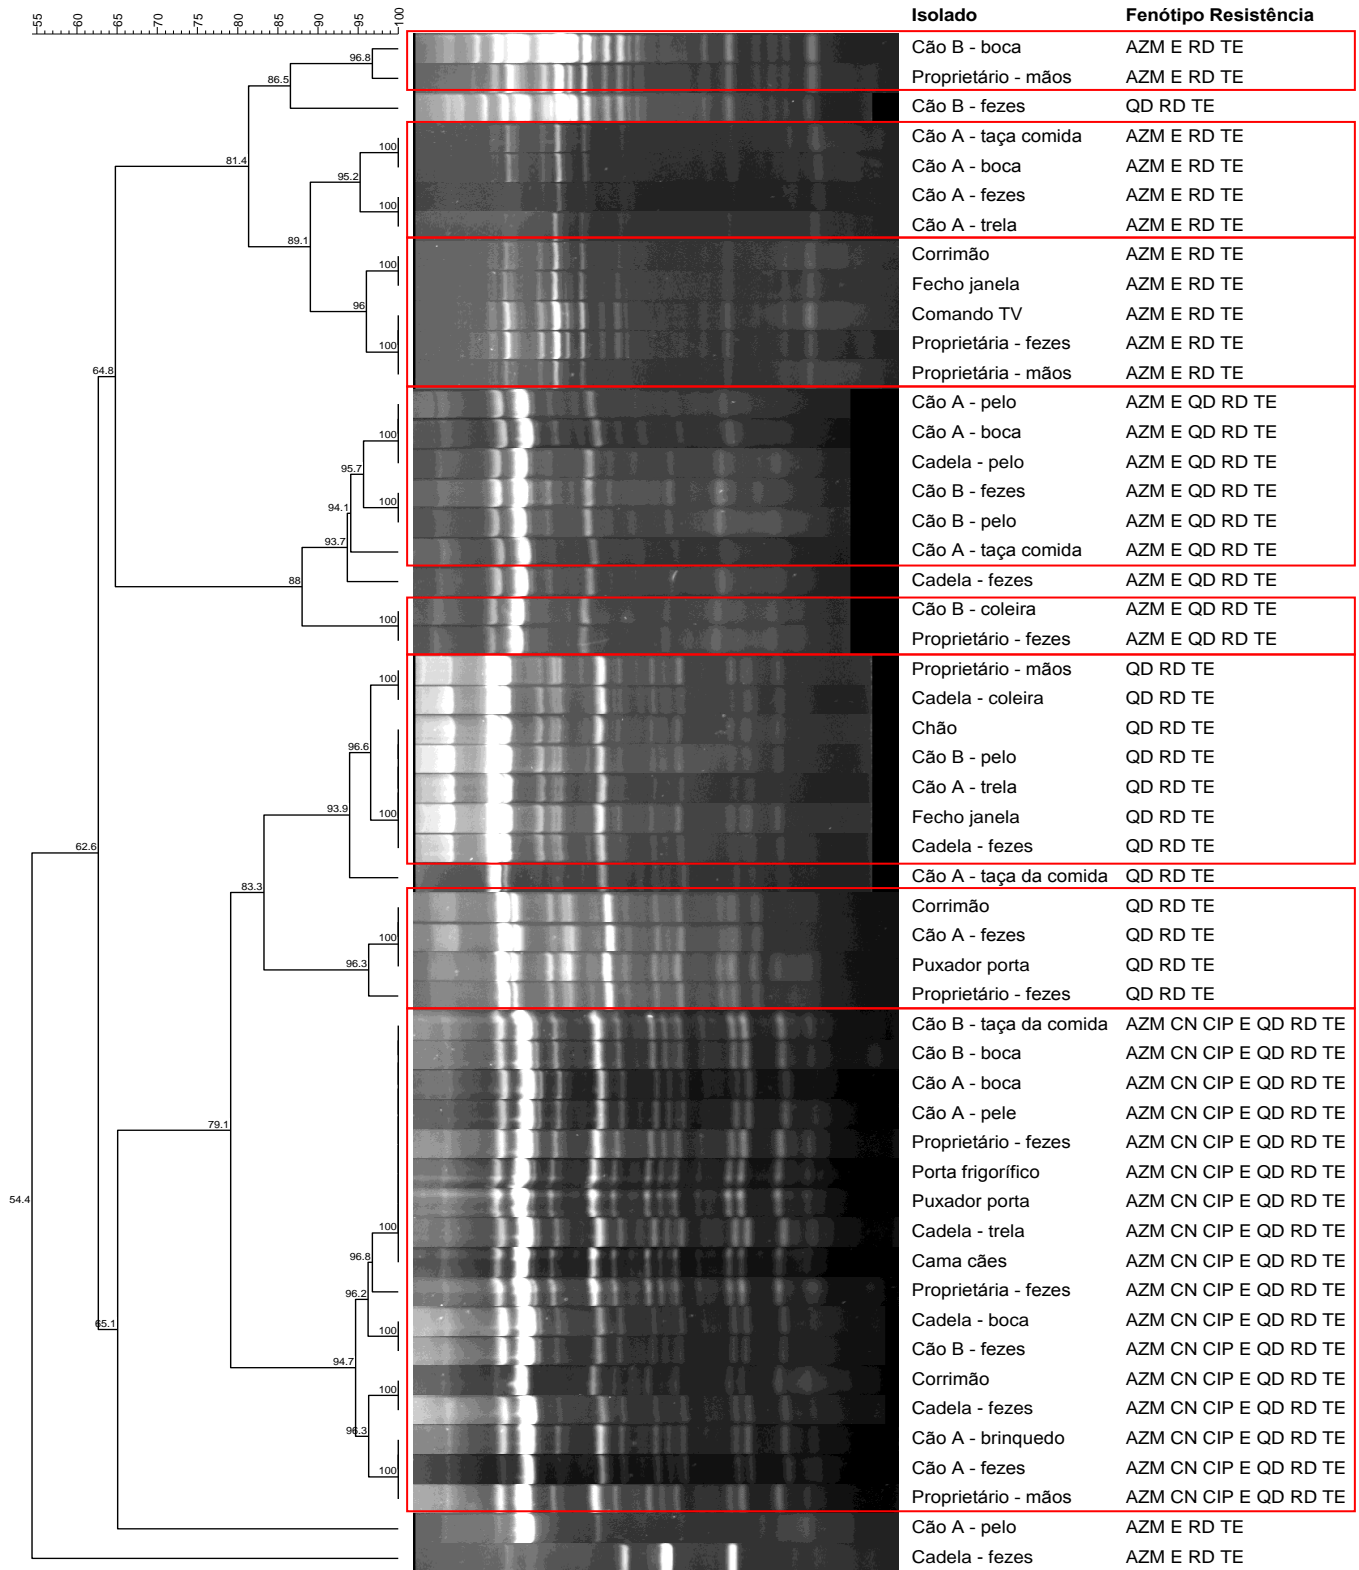 55 60 65 70 75 80 85 90 95 100
Isolado Fenótipo Resistência
96.8 Cão B - boca AZM E RD TE
86.5 Proprietário - mãos AZM E RD TE
Cão B - fezes QD RD TE
Cão A - taça comida AZM E RD TE
81.4 100 Cão A - boca AZM E RD TE
95.2 Cão A - fezes AZM E RD TE
100 Cão A - trela AZM E RD TE
89.1 Corrimão AZM E RD TE
100 Fecho janela AZM E RD TE
96 Comando TV AZM E RD TE
100 Proprietária - fezes AZM E RD TE
64.8 Proprietária - mãos AZM E RD TE
Cão A - pelo AZM E QD RD TE
100 Cão A - boca AZM E QD RD TE
95.7 Cadela - pelo AZM E QD RD TE
100 Cão B - fezes AZM E QD RD TE
94.1 Cão B - pelo AZM E QD RD TE
93.7 Cão A - taça comida AZM E QD RD TE
88 Cadela - fezes AZM E QD RD TE
100 Cão B - coleira AZM E QD RD TE
Proprietário - fezes AZM E QD RD TE
100 Proprietário - mãos QD RD TE
Cadela - coleira QD RD TE
Chão QD RD TE
96.6 Cão B - pelo QD RD TE
Cão A - trela QD RD TE
93.9 100 Fecho janela QD RD TE
62.6 Cadela - fezes QD RD TE
83.3 Cão A - taça da comida QD RD TE
Corrimão QD RD TE
100 Cão A - fezes QD RD TE
96.3 Puxador porta QD RD TE
Proprietário - fezes QD RD TE
Cão B - taça da comida AZM CN CIP E QD RD TE
Cão B - boca AZM CN CIP E QD RD TE
Cão A - boca AZM CN CIP E QD RD TE
79.1 Cão A - pele AZM CN CIP E QD RD TE
Proprietário - fezes AZM CN CIP E QD RD TE
Porta frigorífico AZM CN CIP E QD RD TE
54.4 Puxador porta AZM CN CIP E QD RD TE
100 Cadela - trela AZM CN CIP E QD RD TE
96.8 Cama cães AZM CN CIP E QD RD TE
96.2 Proprietária - fezes AZM CN CIP E QD RD TE
65.1 100 Cadela - boca AZM CN CIP E QD RD TE
94.7 Cão B - fezes AZM CN CIP E QD RD TE
100 Corrimão AZM CN CIP E QD RD TE
Cadela - fezes AZM CN CIP E QD RD TE
96.3 Cão A - brinquedo AZM CN CIP E QD RD TE
100 Cão A - fezes AZM CN CIP E QD RD TE
Proprietário - mãos AZM CN CIP E QD RD TE
Cão A - pelo AZM E RD TE
Cadela - fezes AZM E RD TE